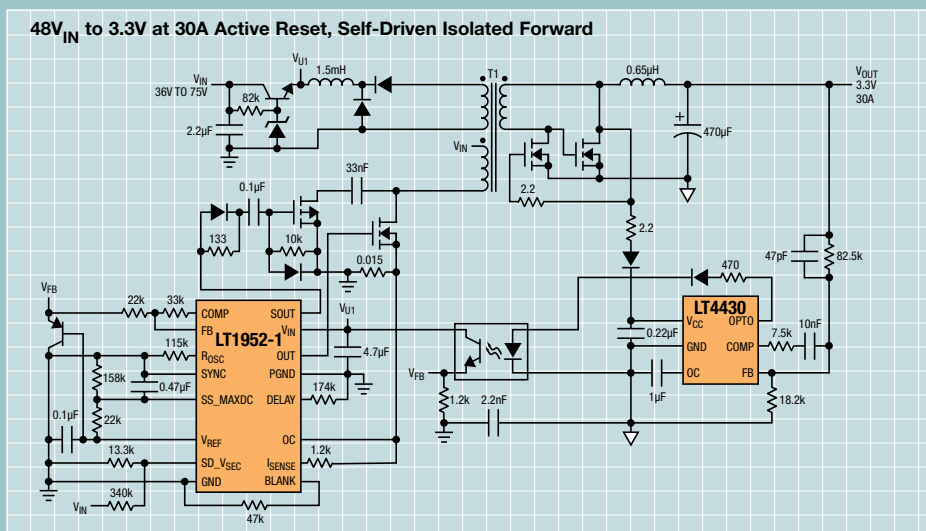 48VIN to 3.3V at 30A Active Reset, Self-Driven Isolated Forward
VU1
1.5mH
T1
0.65µH
VIN
36V TO 75V
VOUT
3.3V
30A
82k
2.2µF
+
470µF
VIN
33nF
0.1µF
2.2
2.2
133
10k
0.015
47pF
82.5k
VFB
22k
33k
VU1
470
LT1952-1
COMP
FB
ROSC
SYNC
SS_MAXDC
VREF
SD_VSEC
GND
SOUT
VIN
OUT
PGND
DELAY
OC
ISENSE
BLANK
LT4430
VCC
GND
OC
OPTO
COMP
FB
115k
158k
0.47µF
22k
0.1µF
13.3k
340k
VIN
47k
4.7µF
174k
1.2k
VFB
1.2k
2.2nF
0.22µF
1µF
7.5k
10nF
18.2k